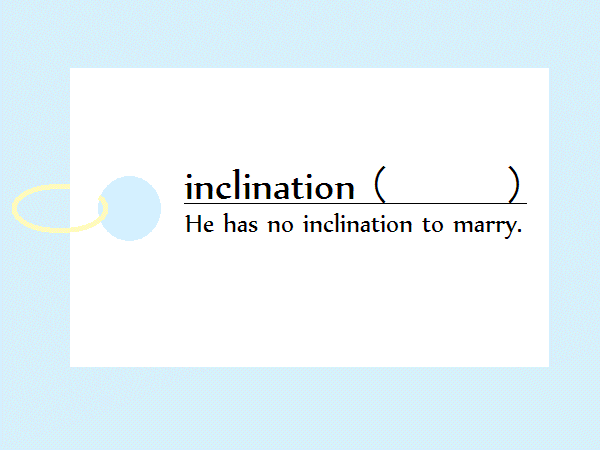 inclination（　　　　）
He has no inclination to marry.